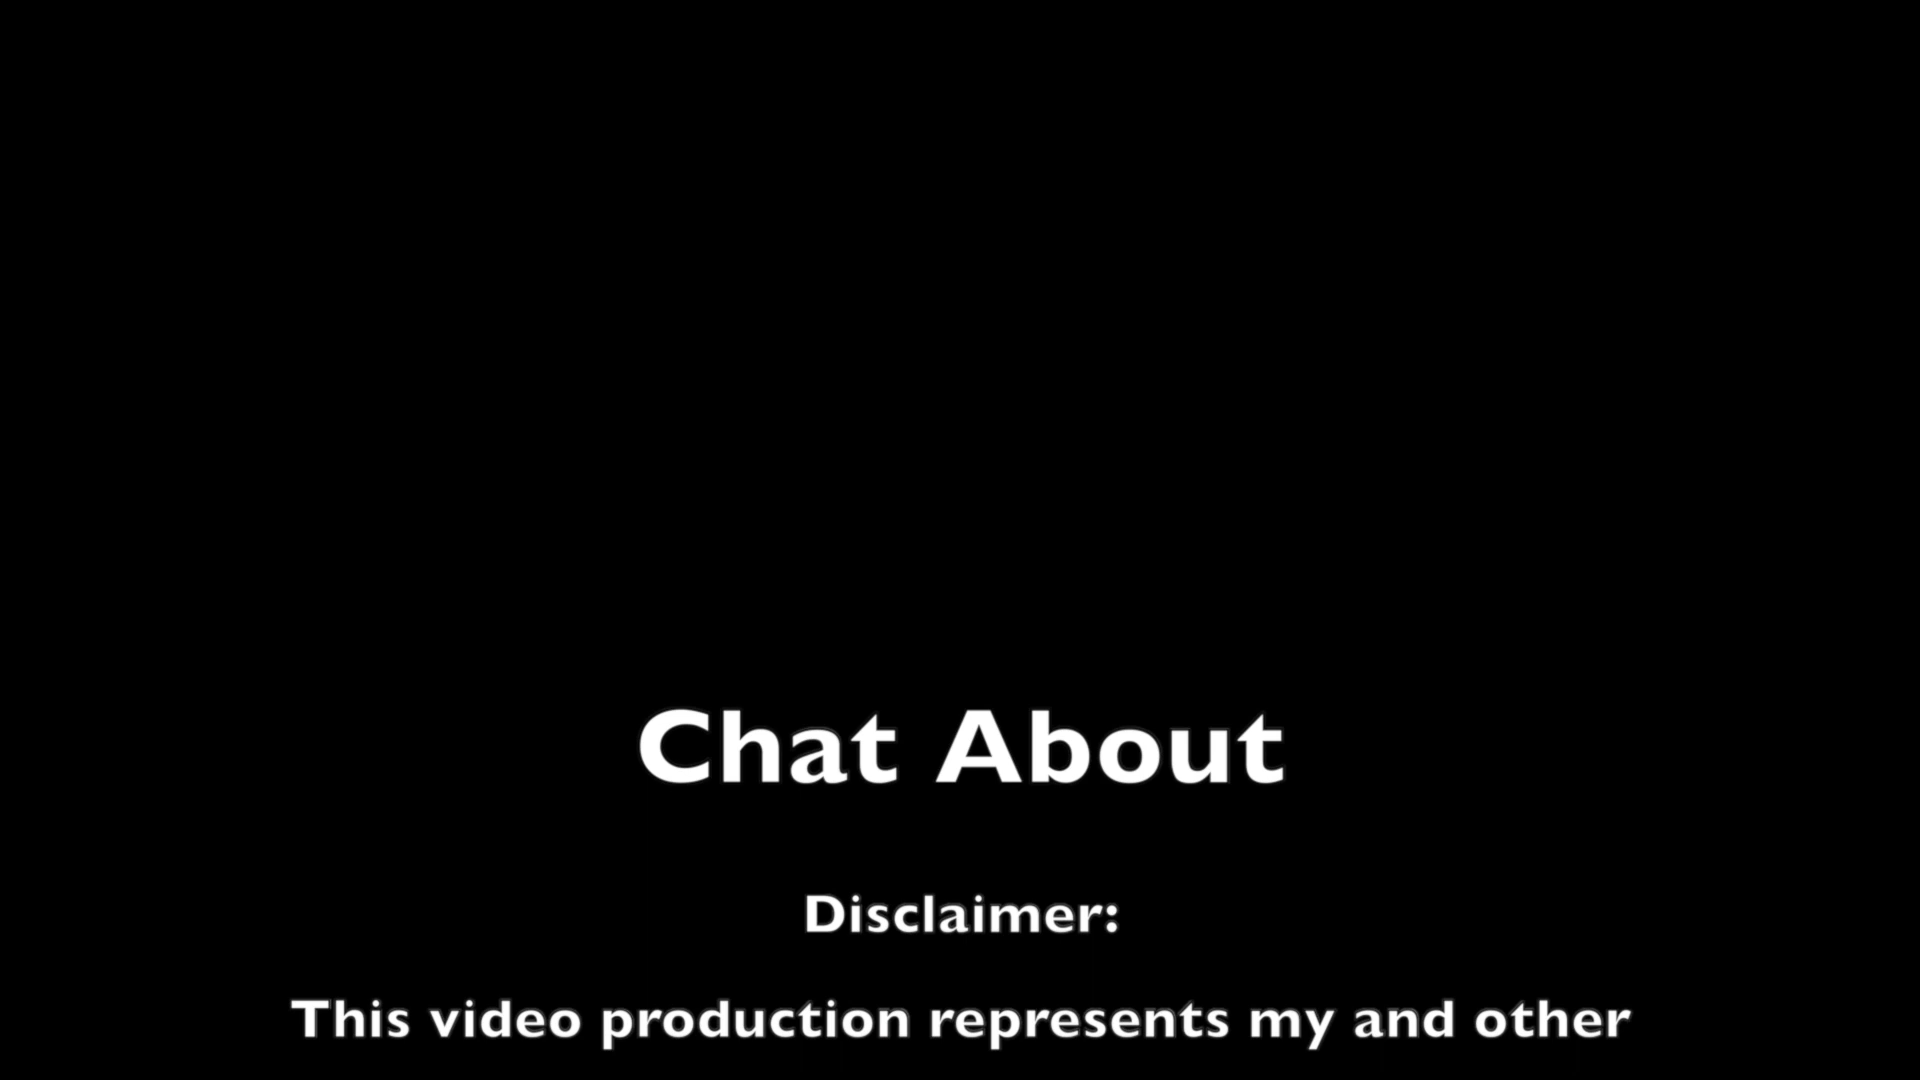 Chat About
Disclaimer:
This video production represents my and other